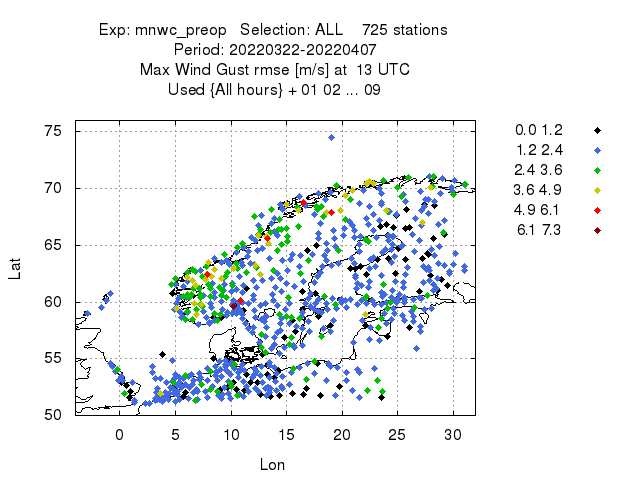 Exp: mnwc_preop   Selection: ALL    725 stations
Period: 20220322-20220407
Max Wind Gust rmse [m/s] at  13 UTC
Used {All hours} + 01 02 ... 09
75
70
65
60
55
50
Lat
0 5 10 15 20 25 30
Lon
0.0 1.2
1.2 2.4
2.4 3.6
3.6 4.9
4.9 6.1
6.1 7.3